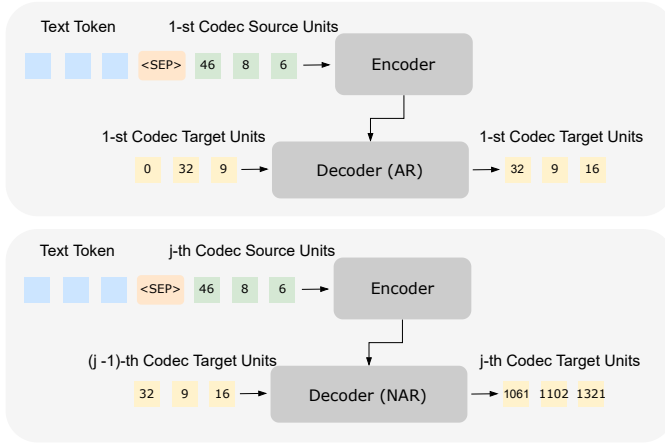 Text Token 1-st Codec Source Units
<SEP> 46 8 6 Encoder
1-st Codec Target Units 1-st Codec Target Units
0 32 9 Decoder (AR) 32 9 16
Text Token j-th Codec Source Units
<SEP> 46 8 6 Encoder
(j -1)-th Codec Target Units j-th Codec Target Units
32 9 16 Decoder (NAR) 1061 1102 1321